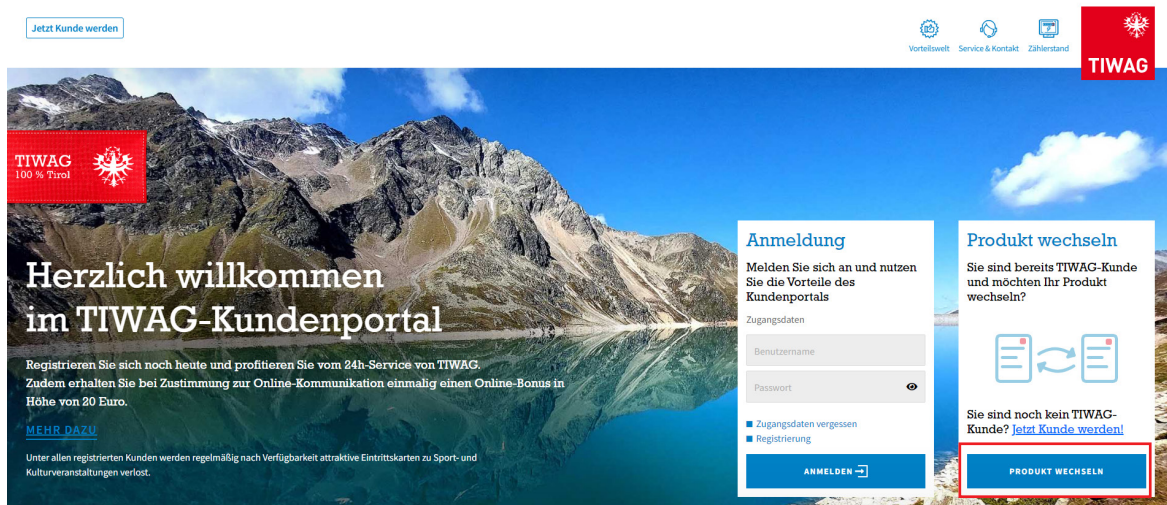 Jetzt Kunde werden
Vorteilswelt
Service & Kontakt
Zählerstand
TIWAG
TIWAG
100 % Tirol
Herzlich willkommen
im TIWAG-Kundenportal
Registrieren Sie sich noch heute und profitieren Sie vom 24h-Service von TIWAG.
Zudem erhalten Sie bei Zustimmung zur Online-Kommunikation einmalig einen Online-Bonus in
Höhe von 20 Euro.
MEHR DAZU
Unter allen registrierten Kunden werden regelmäßig nach Verfügbarkeit attraktive Eintrittskarten zu Sport- und
Kulturveranstaltungen verlost.
Anmeldung
Melden Sie sich an und nutzen
Sie die Vorteile des
Kundenportals
Zugangsdaten
Benutzername
Passwort
Zugangsdaten vergessen
Registrierung
ANMELDEN
Produkt wechseln
Sie sind bereits TIWAG-Kunde
und möchten Ihr Produkt
wechseln?
Sie sind noch kein TIWAG-
Kunde? Jetzt Kunde werden!
PRODUKT WECHSELN